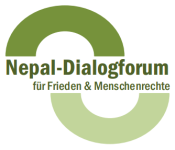 Nepal-Dialogforum
für Frieden & Menschenrechte